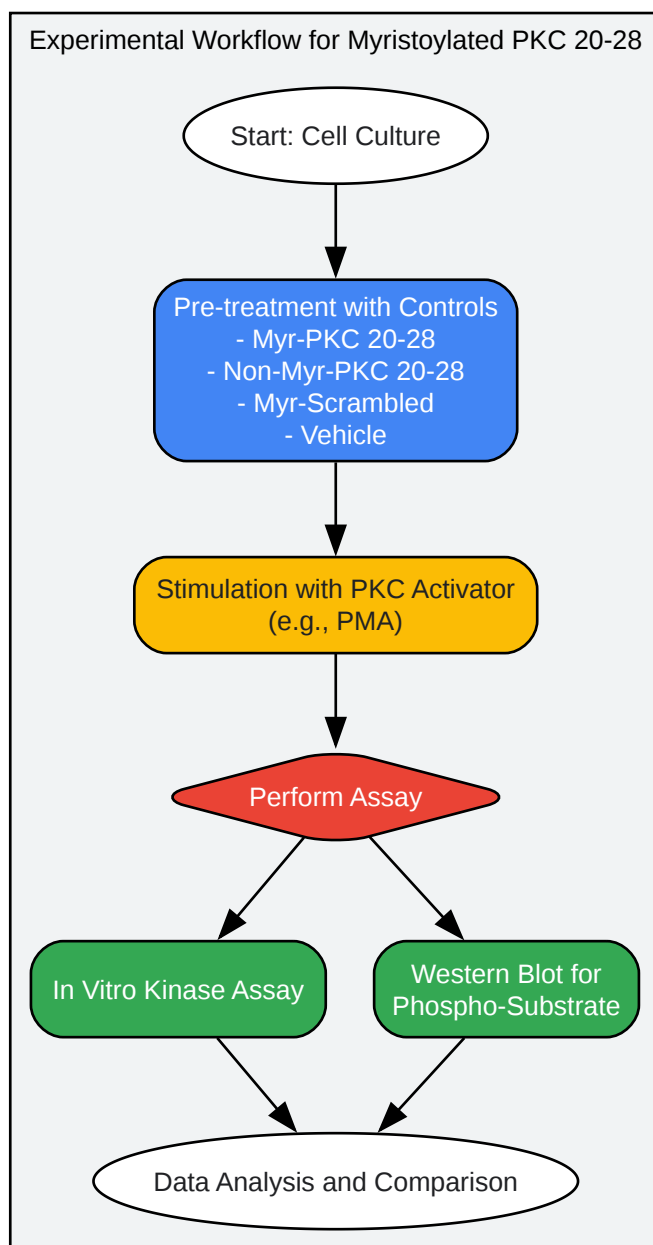 Experimental Workflow for Myristoylated PKC 20-28
Start: Cell Culture
Pre-treatment with Controls
- Myr-PKC 20-28
- Non-Myr-PKC 20-28
- Myr-Scrambled
- Vehicle
Stimulation with PKC Activator
(e.g., PMA)
Perform Assay
In Vitro Kinase Assay
Western Blot for
Phospho-Substrate
Data Analysis and Comparison